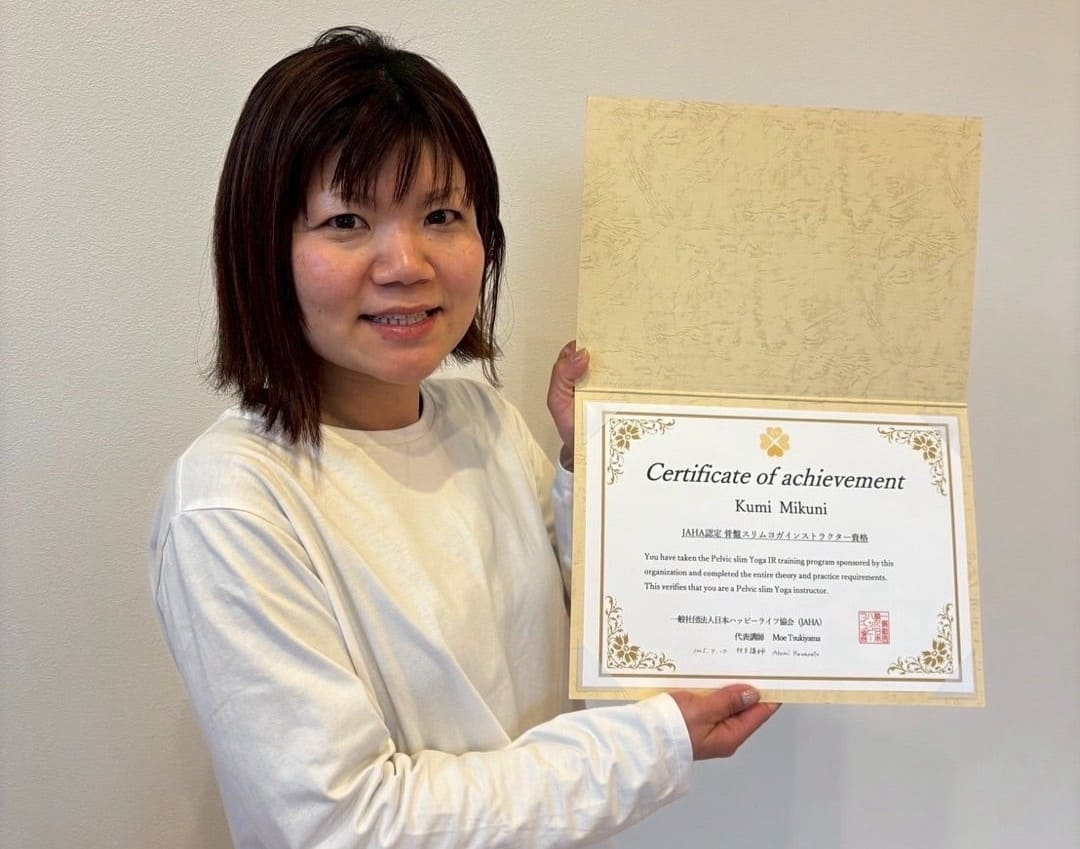 Certificate of achievement
Kumi Mikuni
JAHA認定 骨盤スリムヨガインストラクター資格
You have taken the Pelvic slim Yoga IR training program sponsored by this
organization and completed the entire theory and practice requirements.
This verifies that you are a Pelvic slim Yoga instructor.
一般社団法人日本ハッピーライフ協会（JAHA）
代表講師 Moe Tsukiyama
担当講師